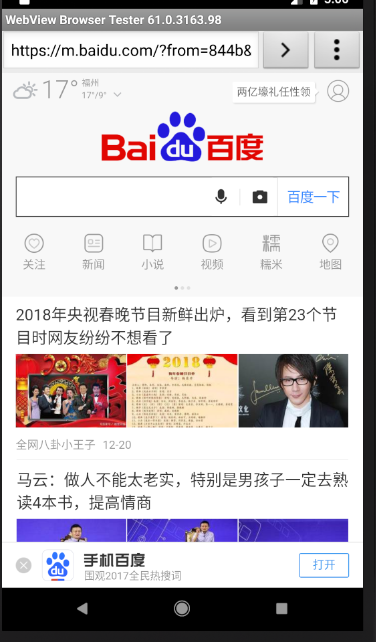 WebView Browser Tester 61.0.3163.98
https://m.baidu.com/?from=844b&
17°
福州
17°/9°
两亿壕礼任性领
Bai du 百度
百度一下
关注
新闻
小说
视频
糯
糯米
地图
2018年央视春晚节目新鲜出炉，看到第23个节
目时网友纷纷不想看了
2018
全网八卦小王子 12-20
马云：做人不能太老实，特别是男孩子一定去熟
读4本书，提高情商
du
手机百度
围观2017全民热搜词
打开